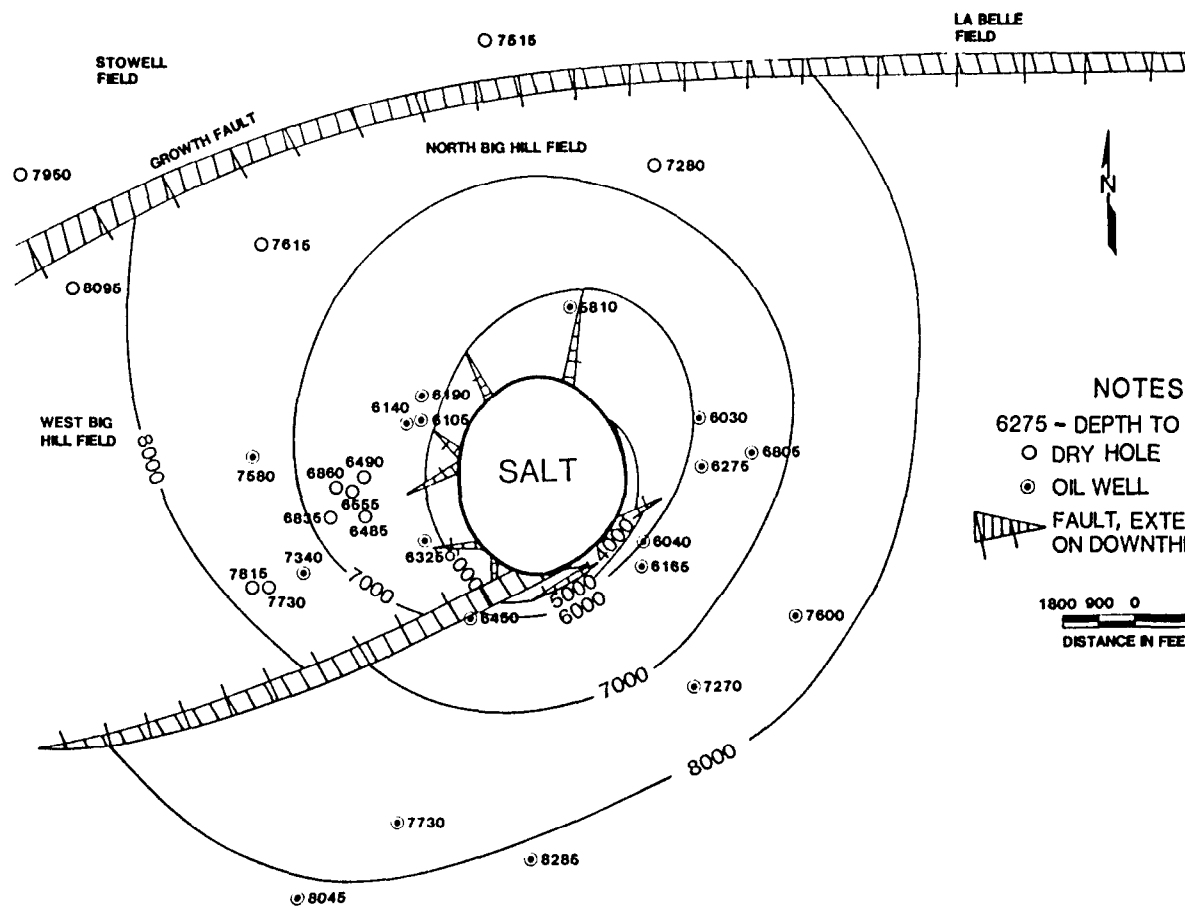 LA BELLE
FIELD
7515
STOWELL
FIELD
GROWTH FAULT
NORTH BIG HILL FIELD
7280
7950
N
7615
8095
5810
NOTES
6275 - DEPTH TO
DRY HOLE
OIL WELL
FAULT, EXTE
ON DOWNTH
1800 900 0
DISTANCE IN FEE
6190
6140
6105
6030
WEST BIG
HILL FIELD
8000
7580
6490
6860
6555
6835
6485
SALT
6805
6275
4000
6040
6325
6165
7340
7815
7730
7000
5000
6000
6450
7600
7000
7270
8000
7730
8285
8045